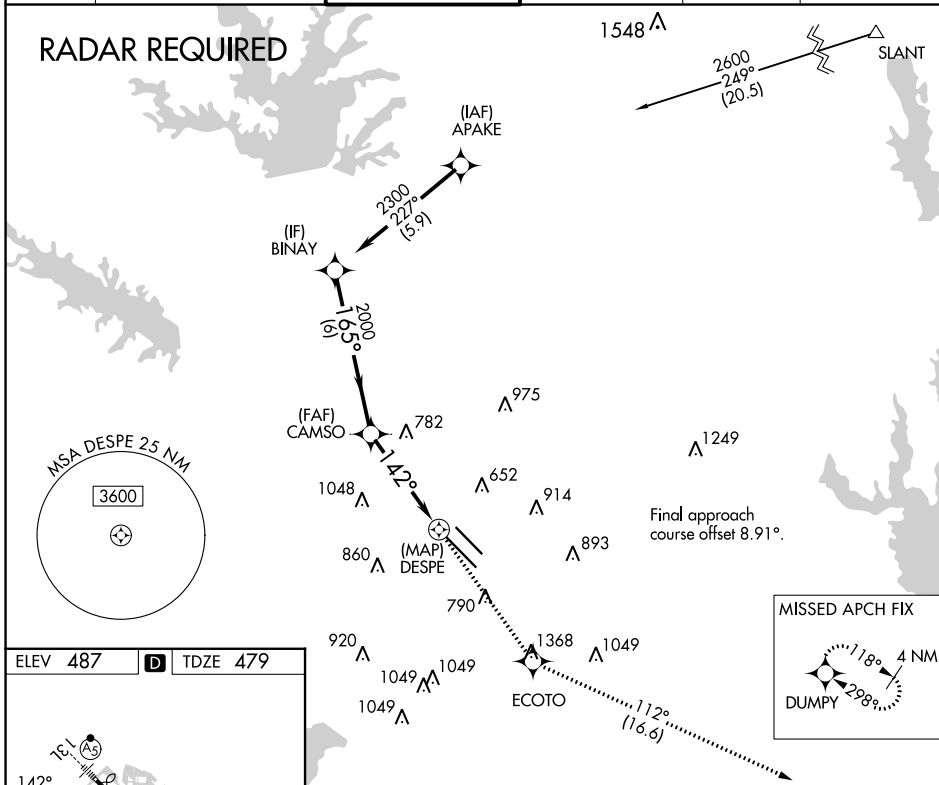 RADAR REQUIRED
1548
SLANT
2600
249°
(20.5)
(IAF)
APAKE
2300
227°
(5.9)
(IF)
BINAY
2000
165°
(6)
(FAF)
CAMSO
782
975
1249
142°
652
1048
914
MSA DESPE 25 NM
3600
Final approach
course offset 8.91°.
(MAP)
DESPE
893
860
790
920
1368
1049
1049
1049
1049
ECOTO
112°
(16.6)
MISSED APCH FIX
118°
4 NM
298°
DUMPY
ELEV 487 D TDZE 479
13L
A5
142°